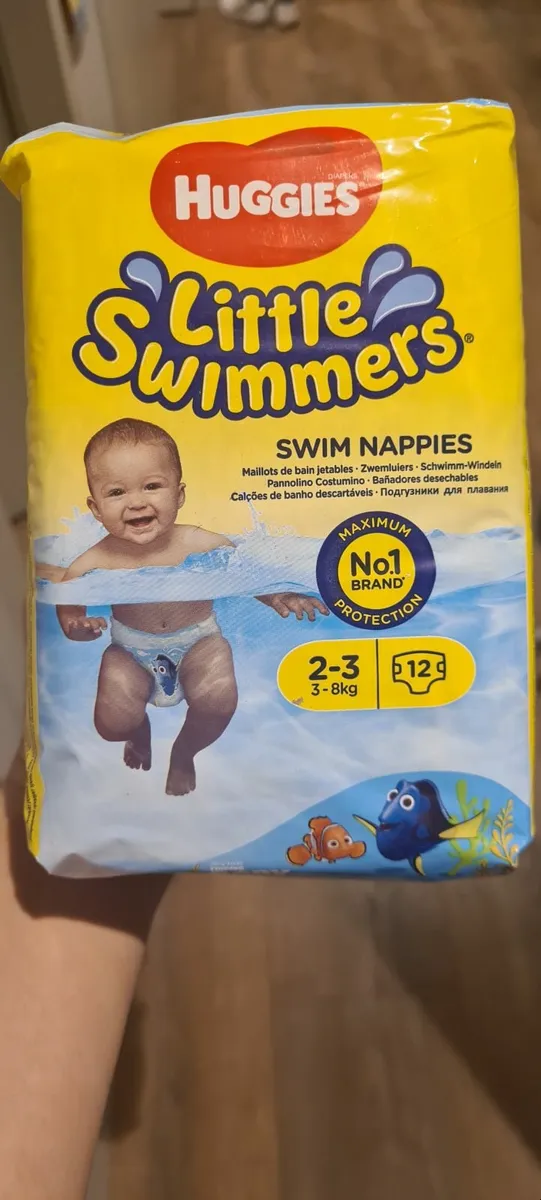 DIAPERS
HUGGIES
Little
Swimmers®
SWIM NAPPIES
Maillots de bain jetables · Zwemluiers · Schwimm-Windeln
Pannolino Costumino · Bañadores desechables
Calções de banho descartáveis · Подгузники для плавания
MAXIMUM
No.1
BRAND*
PROTECTION
2-3
3-8kg
12